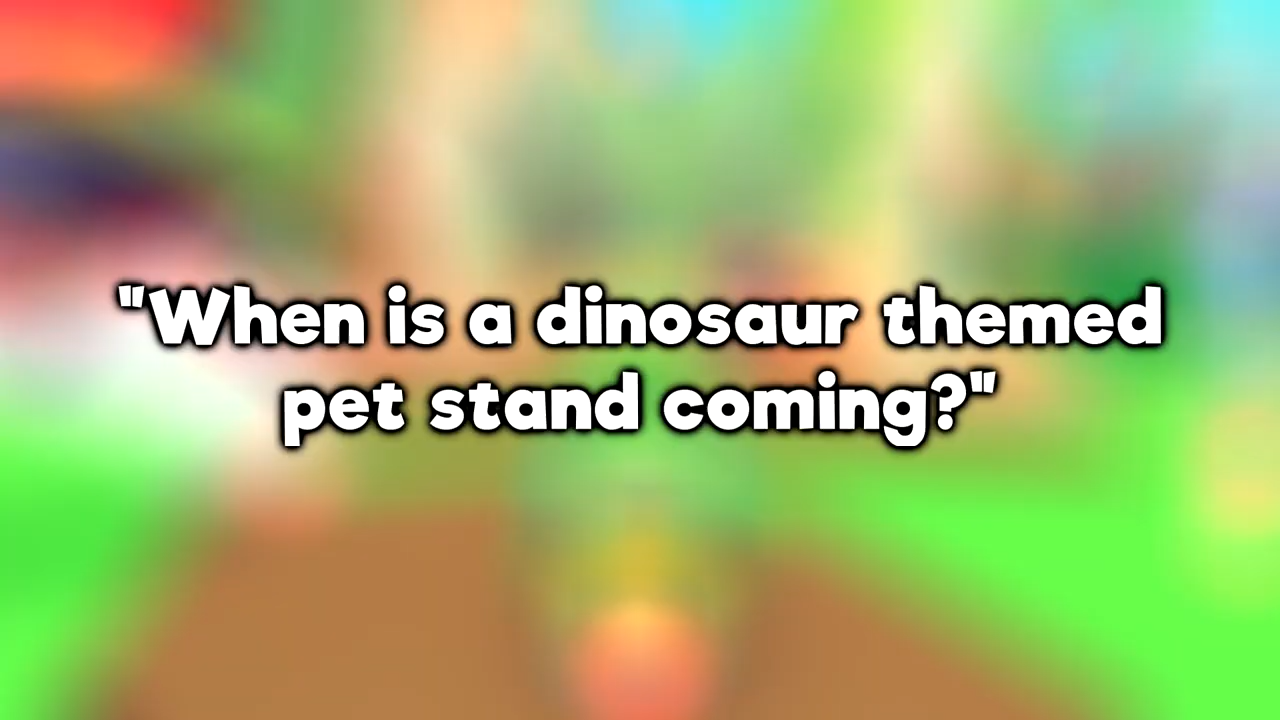 "When is a dinosaur themed
pet stand coming?"